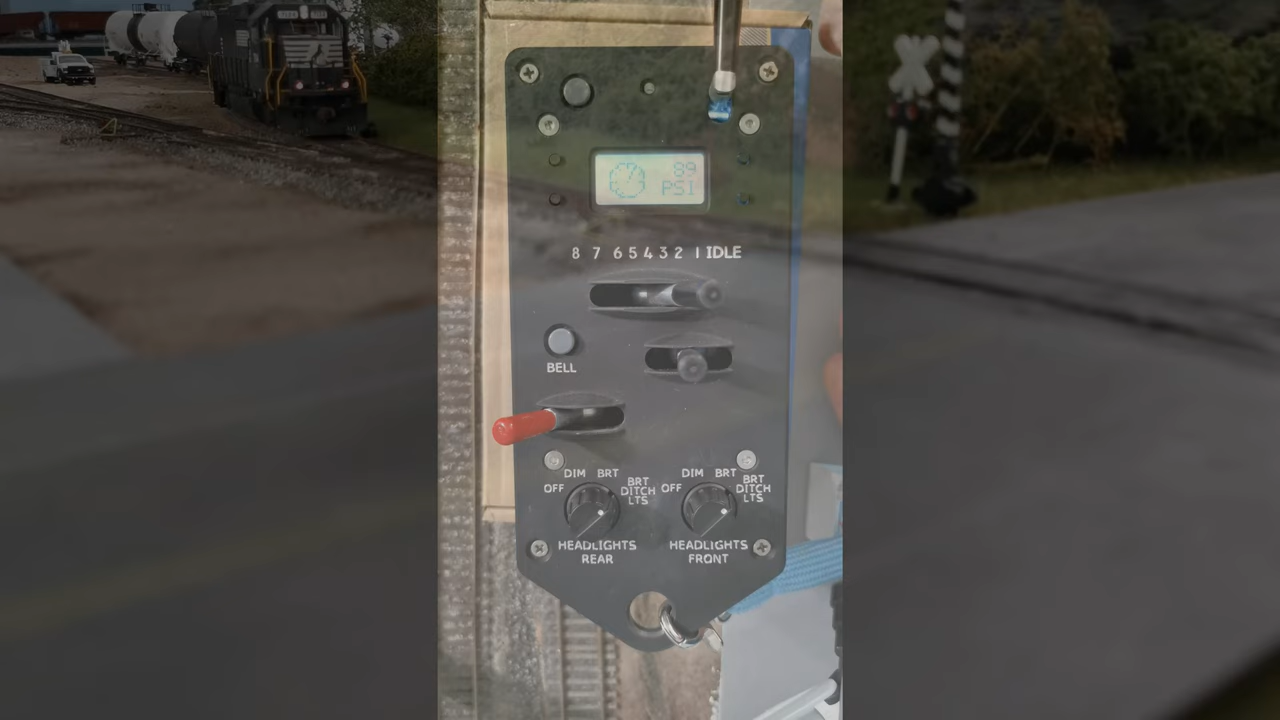 89
PSI
8 7 6 5 4 3 2 1 IDLE
BELL
OFF DIM BRT BRT DITCH LTS
HEADLIGHTS
REAR
OFF DIM BRT BRT DITCH LTS
HEADLIGHTS
FRONT